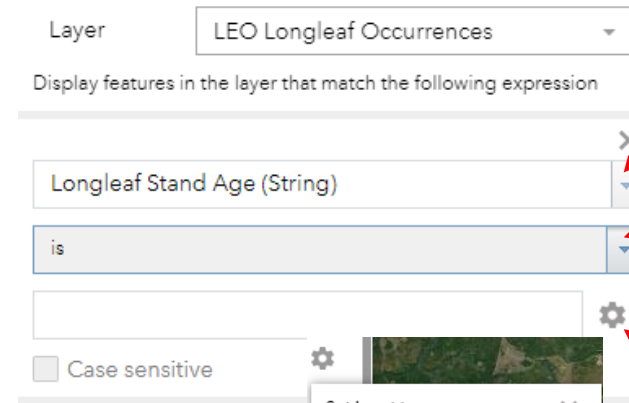 Layer
LEO Longleaf Occurrences
Display features in the layer that match the following expression
Longleaf Stand Age (String)
is
Case sensitive